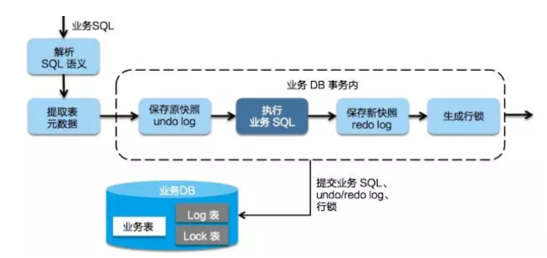 业务SQL
解析
SQL 语义
提取表
元数据
业务 DB 事务内
保存原快照
undo log
执行
业务 SQL
保存新快照
redo log
生成行锁
提交业务 SQL、
undo/redo log、
行锁
业务DB
业务表
Log 表
Lock 表